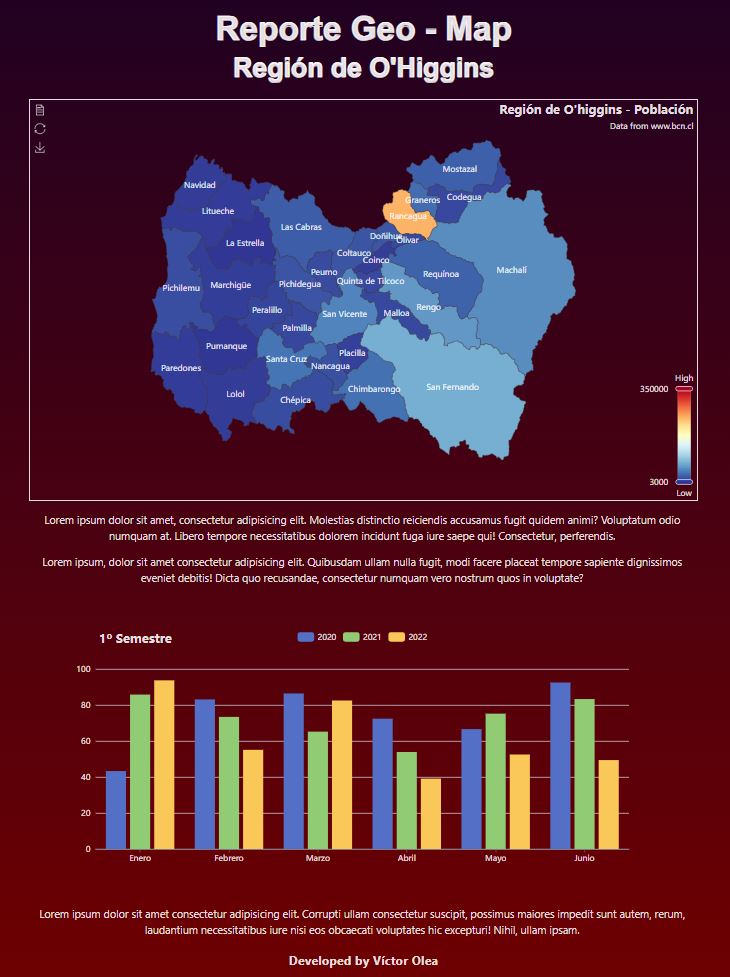 Reporte Geo - Map
Región de O'Higgins
Región de O'higgins - Población
Data from www.bcn.cl
Mostazal
Navidad
Graneros
Codegua
Litueche
Rancagua
Las Cabras
Doñihue
Olivar
La Estrella
Coltauco
Coinco
Peumo
Requínoa
Machalí
Quinta de Tilcoco
Pichilemu
Marchigüe
Pichidegua
Rengo
Peralillo
San Vicente
Malloa
Palmilla
Pumanque
Placilla
Santa Cruz
Nancagua
Paredones
High
San Fernando
350000
Chimbarongo
Lolol
Chépica
3000
Low
Lorem ipsum dolor sit amet, consectetur adipisicing elit. Molestias distinctio reiciendis accusamus fugit quidem animi? Voluptatum odio
numquam at. Libero tempore necessitatibus dolorem incidunt fuga iure saepe qui! Consectetur, perferendis.
Lorem ipsum, dolor sit amet consectetur adipisicing elit. Quibusdam ullam nulla fugit, modi facere placeat tempore sapiente dignissimos
eveniet debitis! Dicta quo recusandae, consectetur numquam vero nostrum quos in voluptate?
1º Semestre
2020 2021 2022
100
80
60
40
20
0
Enero Febrero Marzo Abril Mayo Junio
Lorem ipsum dolor sit amet consectetur adipisicing elit. Corrupti ullam consectetur suscipit, possimus maiores impedit sunt autem, rerum,
laudantium necessitatibus iure nisi eos obcaecati voluptates hic excepturi! Nihil, ullam ipsam.
Developed by Víctor Olea